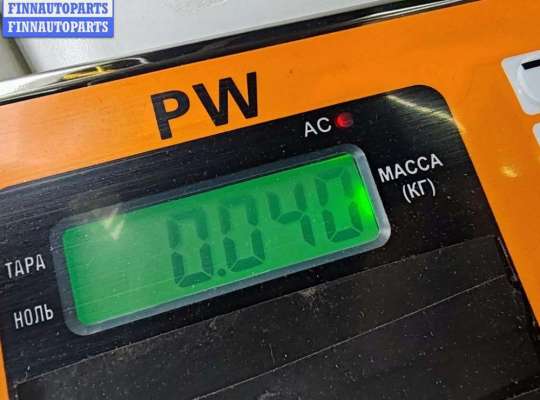 FINNAUTOPARTS
FINNAUTOPARTS
PW
AC
МАССА
(КГ)
0.040
ТАРА
НОЛЬ